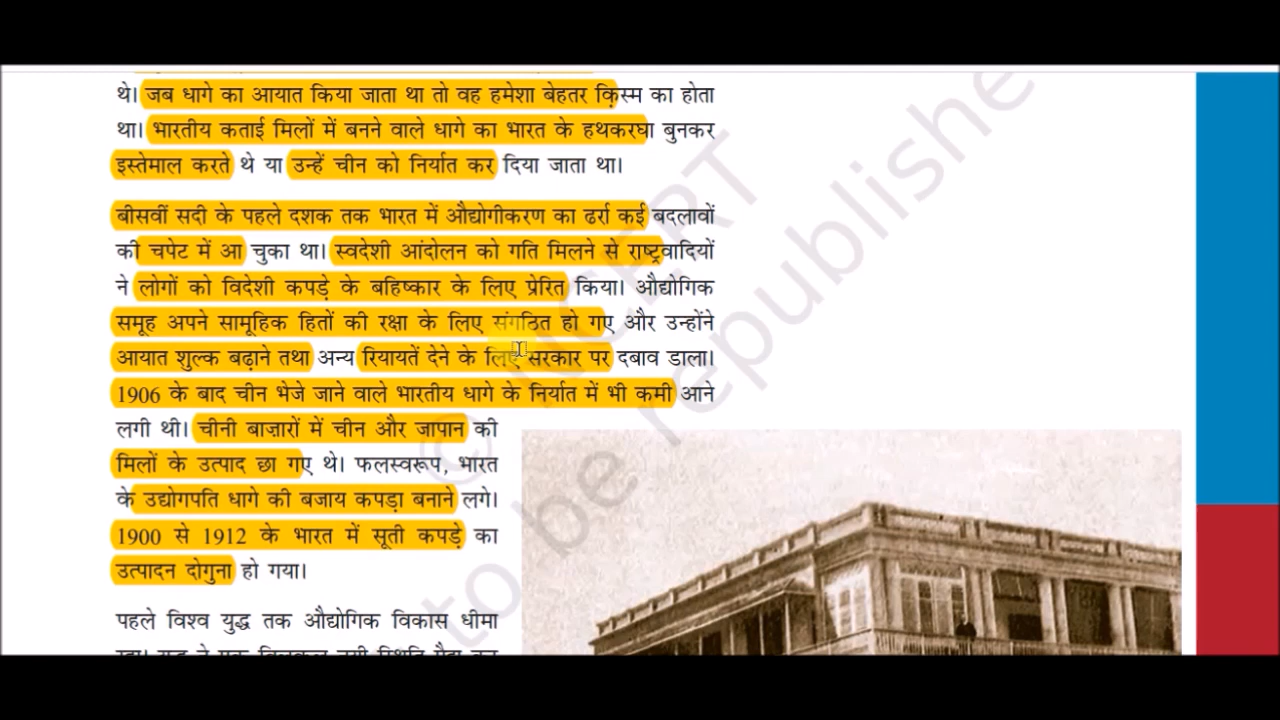 थे। जब धागे का आयात किया जाता था तो वह हमेशा बेहतर क़िस्म का होता
था। भारतीय कताई मिलों में बनने वाले धागे का भारत के हथकरघा बुनकर
इस्तेमाल करते थे या उन्हें चीन को निर्यात कर दिया जाता था।
बीसवीं सदी के पहले दशक तक भारत में औद्योगीकरण का ढर्रा कई बदलावों
की चपेट में आ चुका था। स्वदेशी आंदोलन को गति मिलने से राष्ट्रवादियों
ने लोगों को विदेशी कपड़े के बहिष्कार के लिए प्रेरित किया। औद्योगिक
समूह अपने सामूहिक हितों की रक्षा के लिए संगठित हो गए और उन्होंने
आयात शुल्क बढ़ाने तथा अन्य रियायतें देने के लिए सरकार पर दबाव डाला।
1906 के बाद चीन भेजे जाने वाले भारतीय धागे के निर्यात में भी कमी आने
लगी थी। चीनी बाज़ारों में चीन और जापान की
मिलों के उत्पाद छा गए थे। फलस्वरूप, भारत
के उद्योगपति धागे की बजाय कपड़ा बनाने लगे।
1900 से 1912 के भारत में सूती कपड़े का
उत्पादन दोगुना हो गया।
पहले विश्व युद्ध तक औद्योगिक विकास धीमा
© NCERT
to be republishe